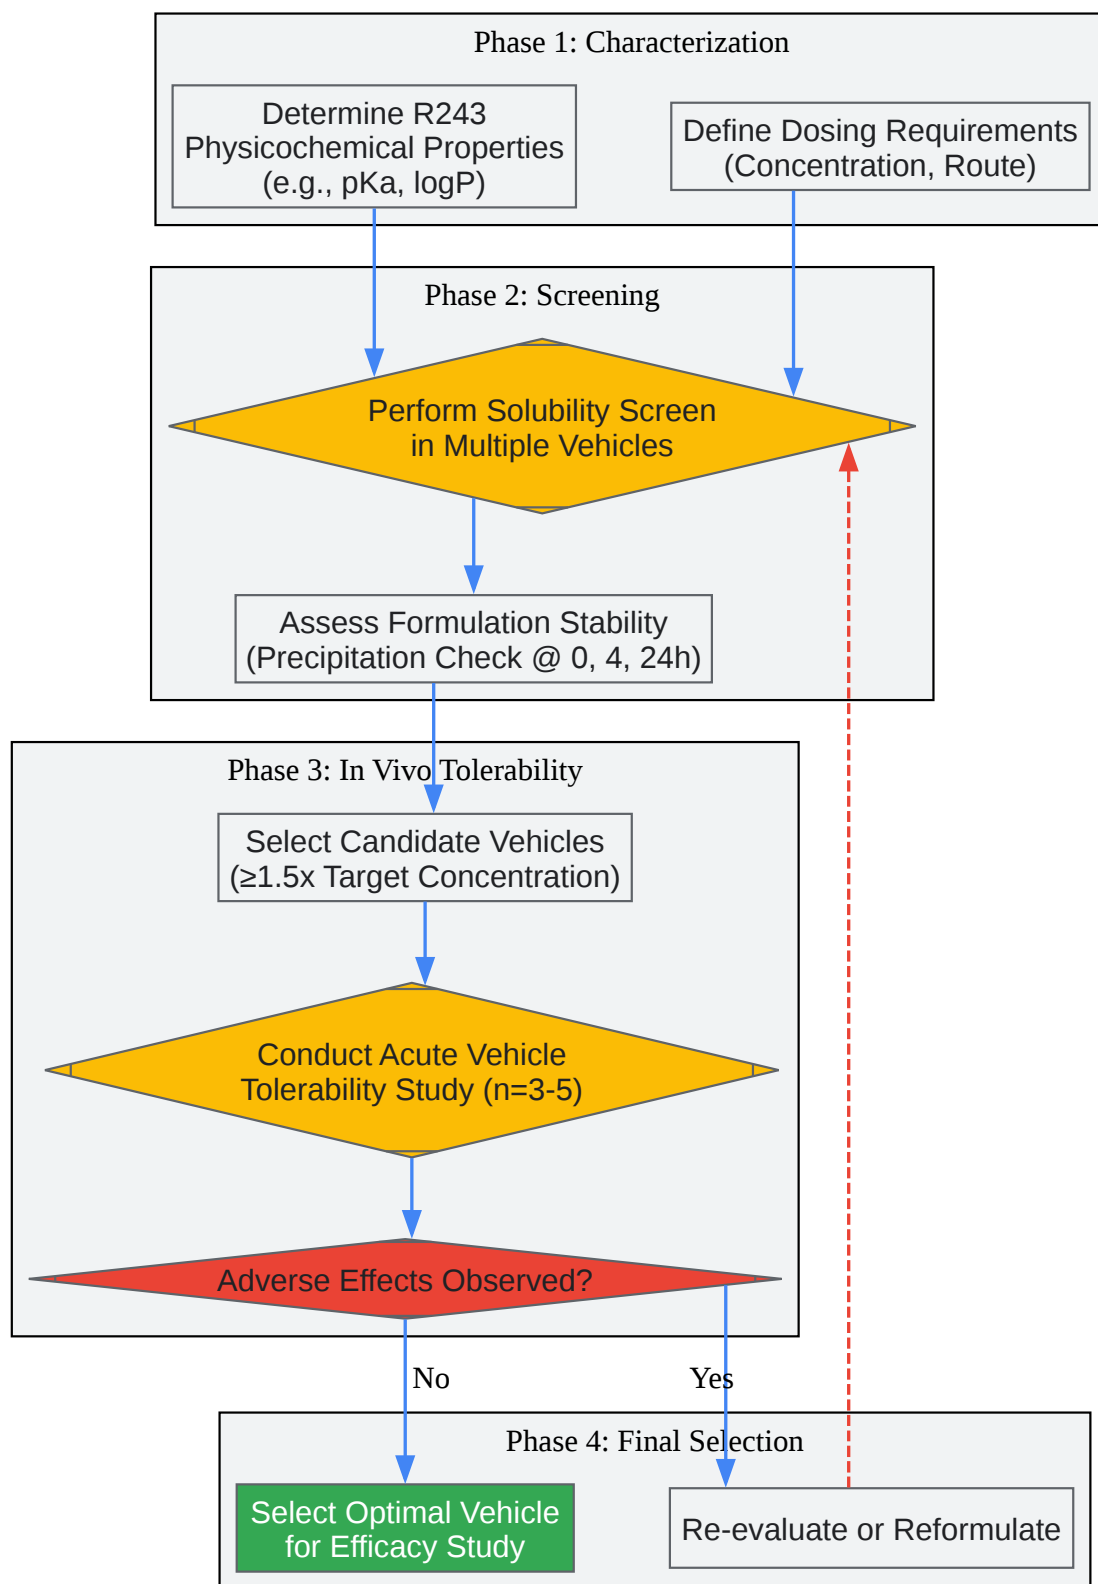 Phase 1: Characterization
Determine R243
Physicochemical Properties
(e.g., pKa, logP)
Define Dosing Requirements
(Concentration, Route)
Phase 2: Screening
Perform Solubility Screen
in Multiple Vehicles
Assess Formulation Stability
(Precipitation Check @ 0, 4, 24h)
Phase 3: In Vivo Tolerability
Select Candidate Vehicles
(≥1.5x Target Concentration)
Conduct Acute Vehicle
Tolerability Study (n=3-5)
Adverse Effects Observed?
No
Yes
Phase 4: Final Selection
Select Optimal Vehicle
for Efficacy Study
Re-evaluate or Reformulate